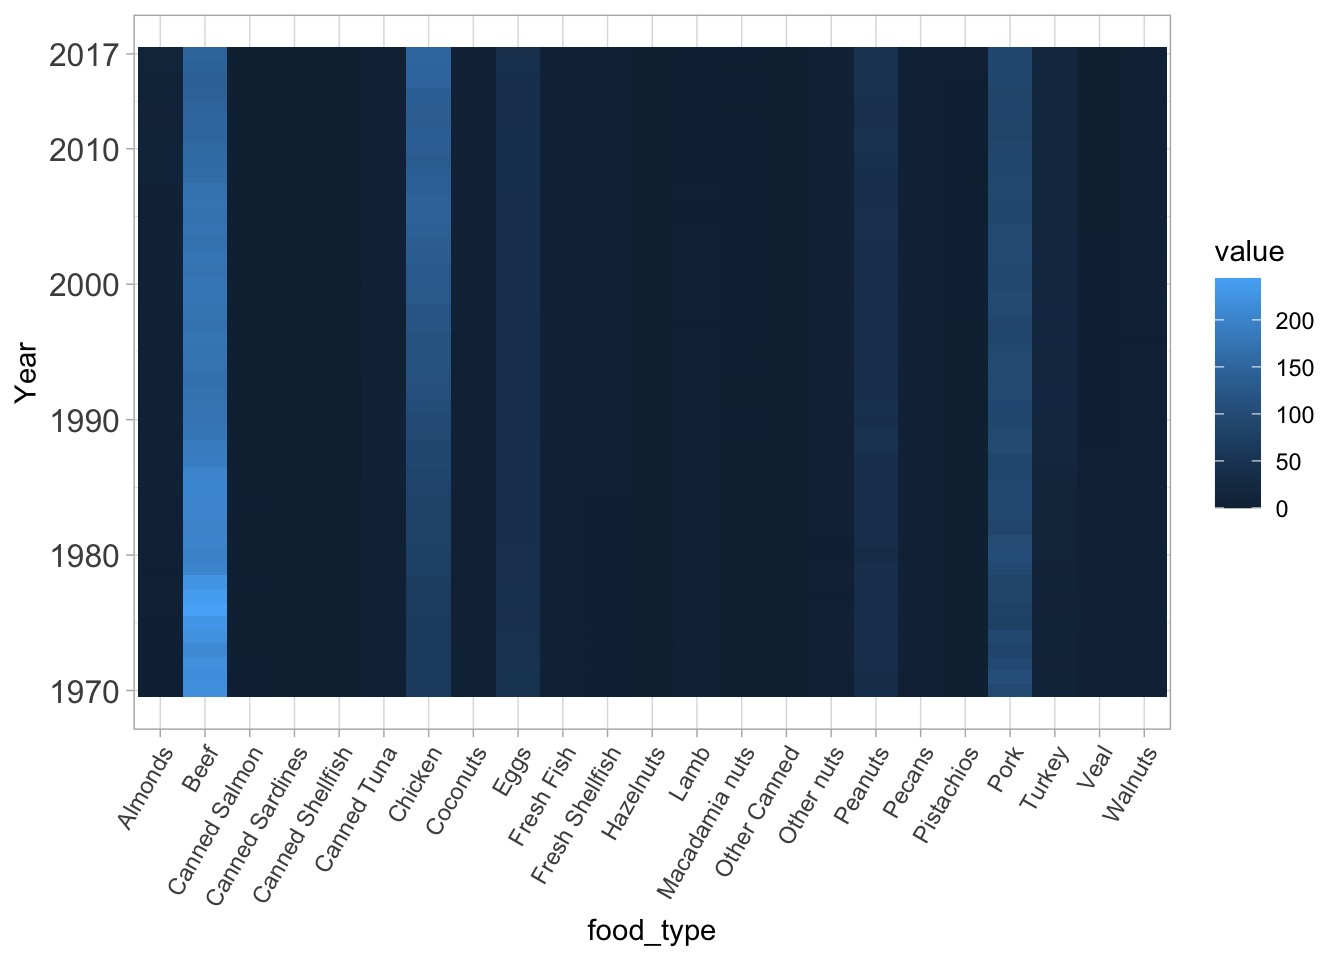 2017
2010
2000
1990
1980
1970
Year
Almonds
Beef
Canned Salmon
Canned Sardines
Canned Shellfish
Canned Tuna
Chicken
Coconuts
Eggs
Fresh Fish
Fresh Shellfish
Hazelnuts
Lamb
Macadamia nuts
Other Canned
Other nuts
Peanuts
Pecans
Pistachios
Pork
Turkey
Veal
Walnuts
food_type
value
200
150
100
50
0